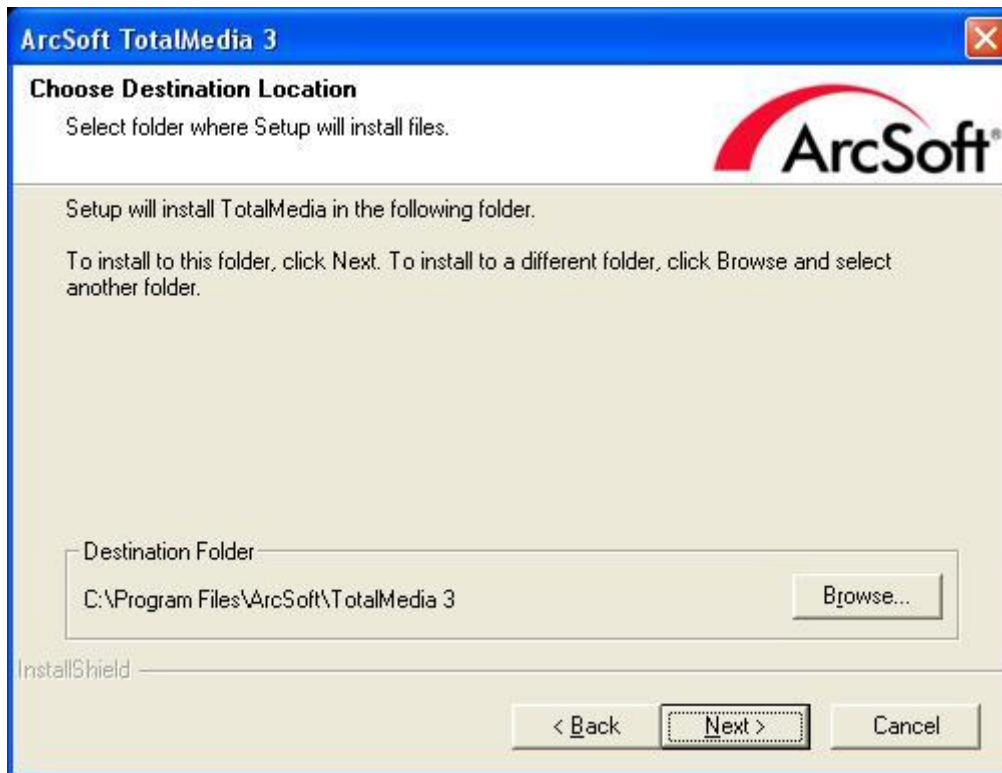 ArcSoft TotalMedia 3
Choose Destination Location
Select folder where Setup will install files.
ArcSoft®
Setup will install TotalMedia in the following folder.
To install to this folder, click Next. To install to a different folder, click Browse and select
another folder.
Destination Folder
C:\Program Files\ArcSoft\TotalMedia 3
Browse...
InstallShield
< Back
Next >
Cancel